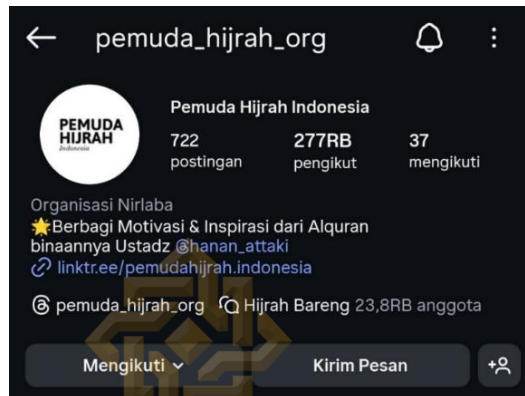 pemuda_hijrah_org
PEMUDA
HIJRAH
Indonesia
Pemuda Hijrah Indonesia
722 277RB 37
postingan pengikut mengikuti
Organisasi Nirlaba
🌟Berbagi Motivasi & Inspirasi dari Alquran
binaannya Ustadz @hanan_attaki
linktr.ee/pemudahijrah.indonesia
pemuda_hijrah_org Hijrah Bareng 23,8RB anggota
Mengikuti Kirim Pesan